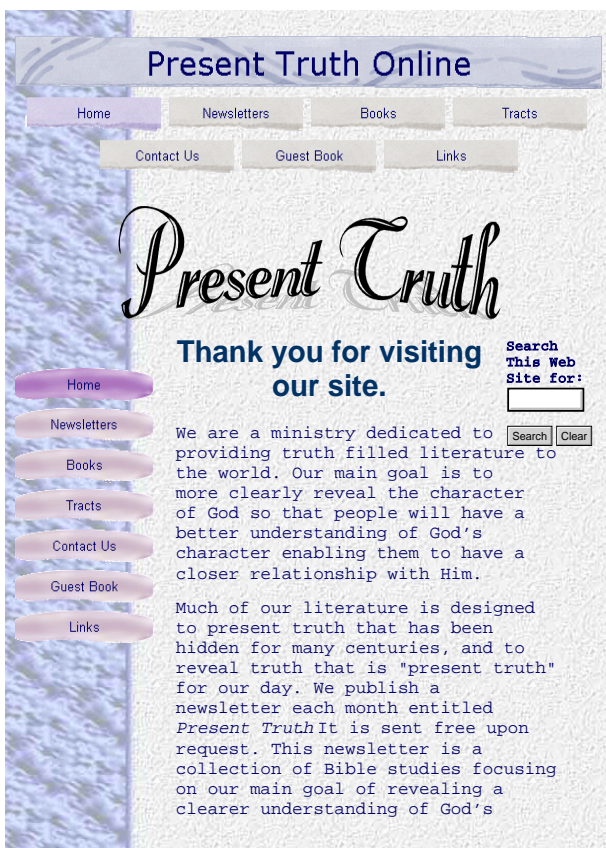 Present Truth Online
Home Newsletters Books Tracts
Contact Us Guest Book Links
Present Truth
Thank you for visiting
our site.
Search
This Web
Site for:
Search Clear
Home
Newsletters
Books
Tracts
Contact Us
Guest Book
Links
We are a ministry dedicated to
providing truth filled literature to
the world. Our main goal is to
more clearly reveal the character
of God so that people will have a
better understanding of God's
character enabling them to have a
closer relationship with Him.
Much of our literature is designed
to present truth that has been
hidden for many centuries, and to
reveal truth that is "present truth"
for our day. We publish a
newsletter each month entitled
Present Truth It is sent free upon
request. This newsletter is a
collection of Bible studies focusing
on our main goal of revealing a
clearer understanding of God's